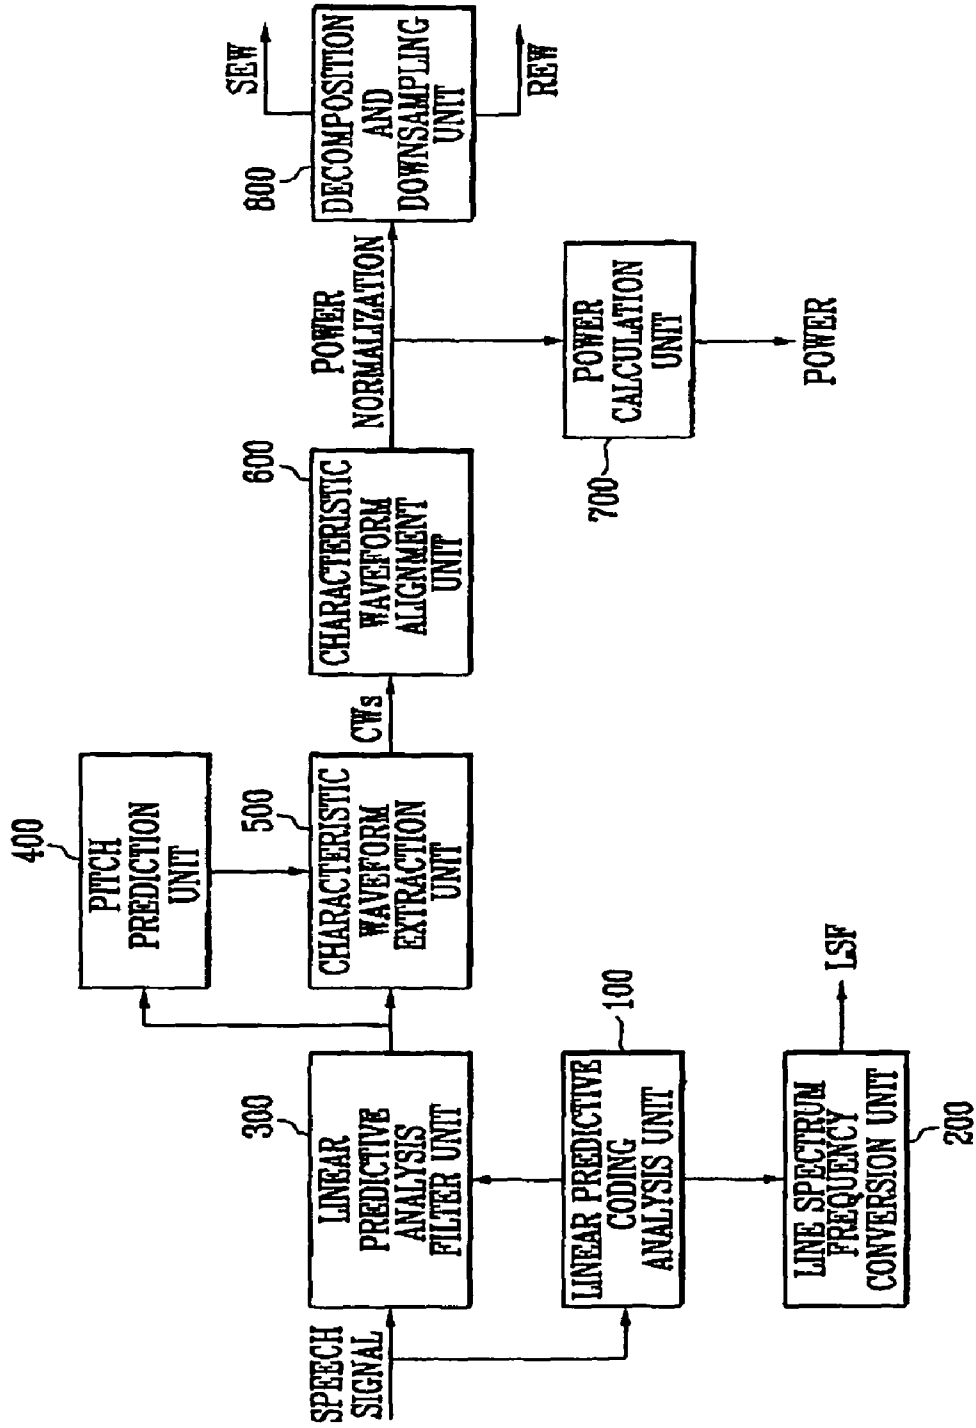 400
PITCH
PREDICTION
UNIT
300
LINEAR
PREDICTIVE
ANALYSIS
FILTER UNIT
500
CHARACTERISTIC
WAVEFORM
EXTRACTION
UNIT
CWs
600
CHARACTERISTIC
WAVEFORM
ALIGNMENT
UNIT
POWER
NORMALIZATION
800
DECOMPOSITION
AND
DOWNSAMPLING
UNIT
SEW
REW
SPEECH
SIGNAL
LINEAR PREDICTIVE
CODING
ANALYSIS UNIT
100
700
POWER
CALCULATION
UNIT
POWER
LINE SPECTRUM
FREQUENCY
CONVERSION UNIT
200
LSF